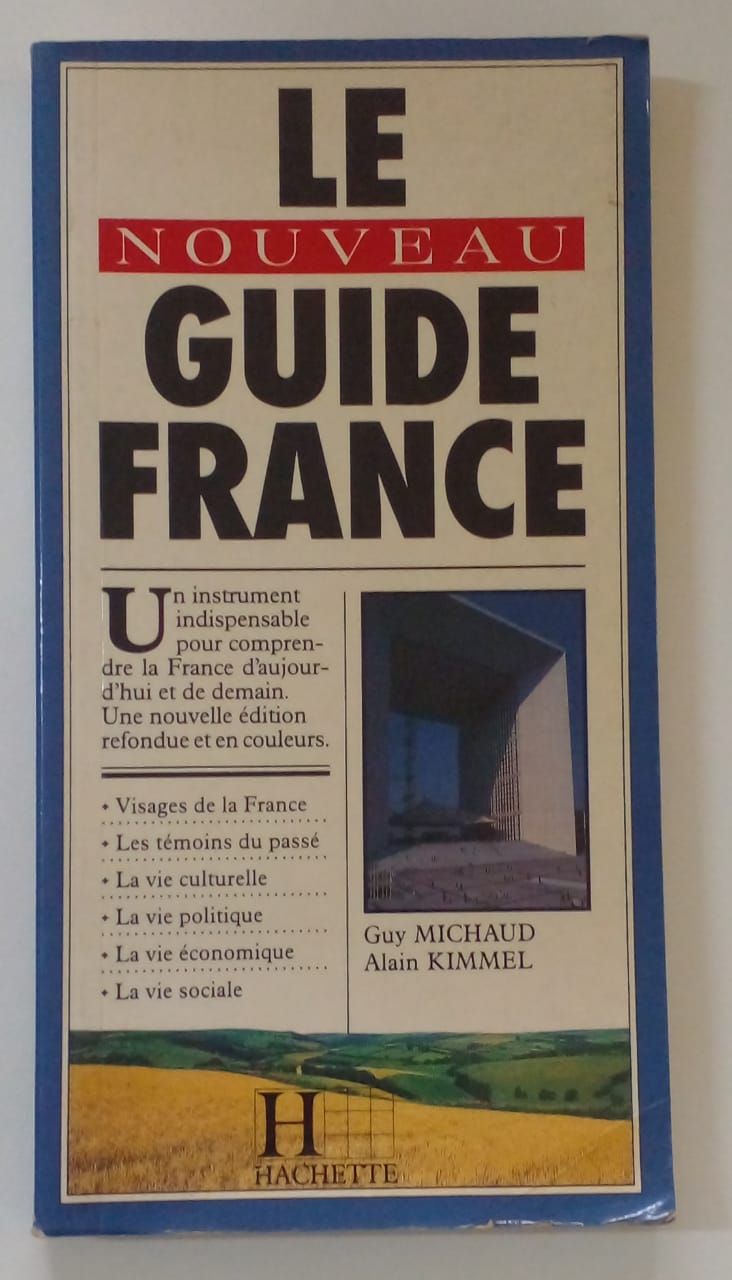 LE
NOUVEAU
GUIDE
FRANCE
Un instrument
indispensable
pour compren-
dre la France d'aujour-
d'hui et de demain.
Une nouvelle édition
refondue et en couleurs.
Visages de la France
Les témoins du passé
La vie culturelle
La vie politique
La vie économique
La vie sociale
Guy MICHAUD
Alain KIMMEL
H
HACHETTE